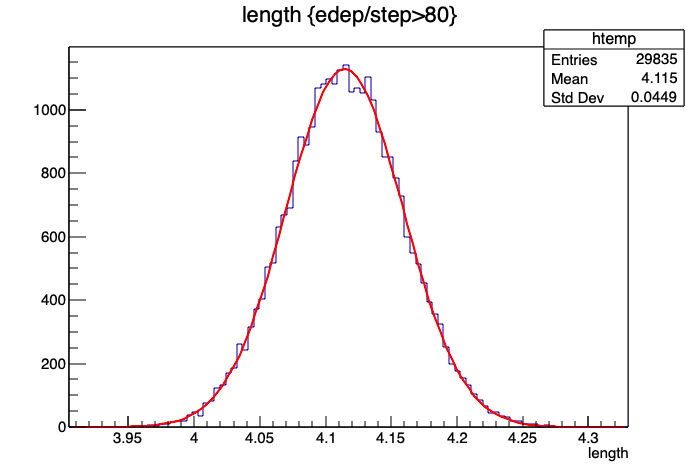 length {edep/step>80}
htemp
Entries 29835
Mean 4.115
Std Dev 0.0449
1000
800
600
400
200
0
3.95 4 4.05 4.1 4.15 4.2 4.25 4.3
length